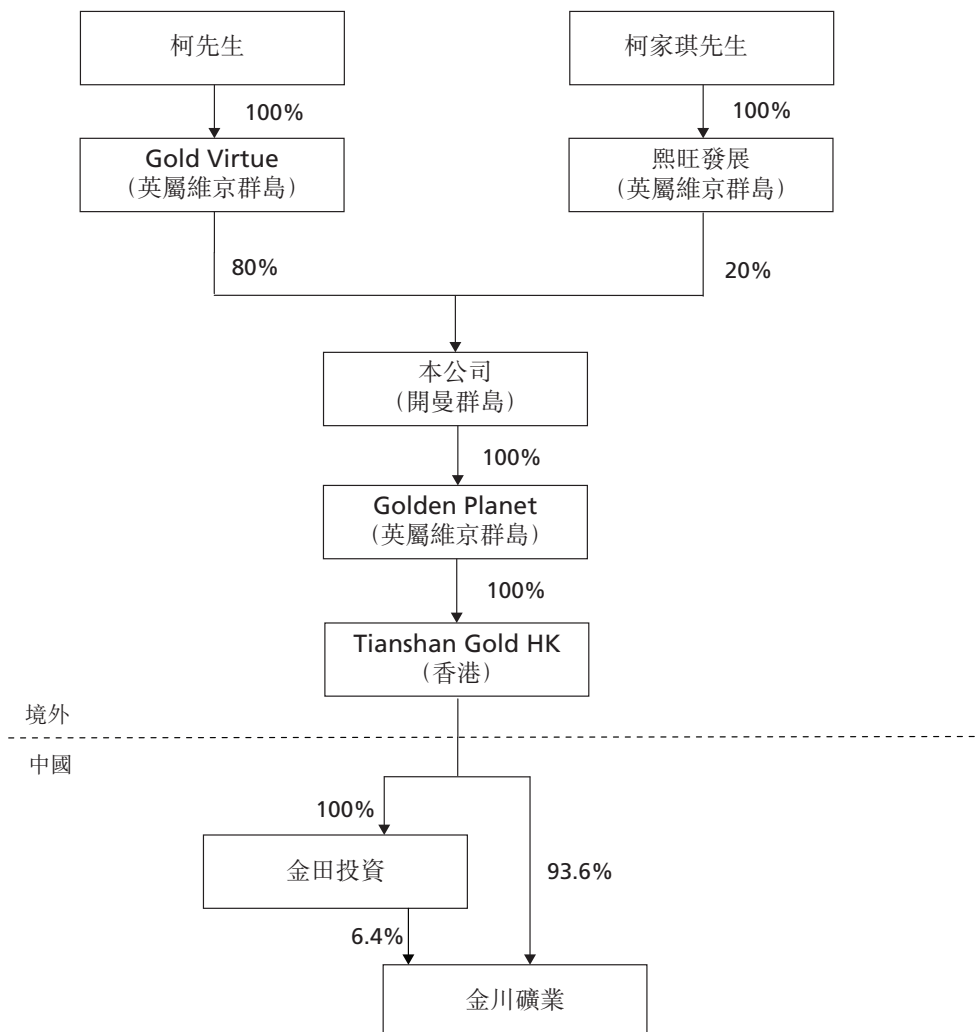 柯先生
柯家琪先生
100%
100%
Gold Virtue
（英屬維京群島）
熙旺發展
（英屬維京群島）
80%
20%
本公司
（開曼群島）
100%
Golden Planet
（英屬維京群島）
100%
Tianshan Gold HK
（香港）
境外
中國
100%
金田投資
93.6%
6.4%
金川礦業